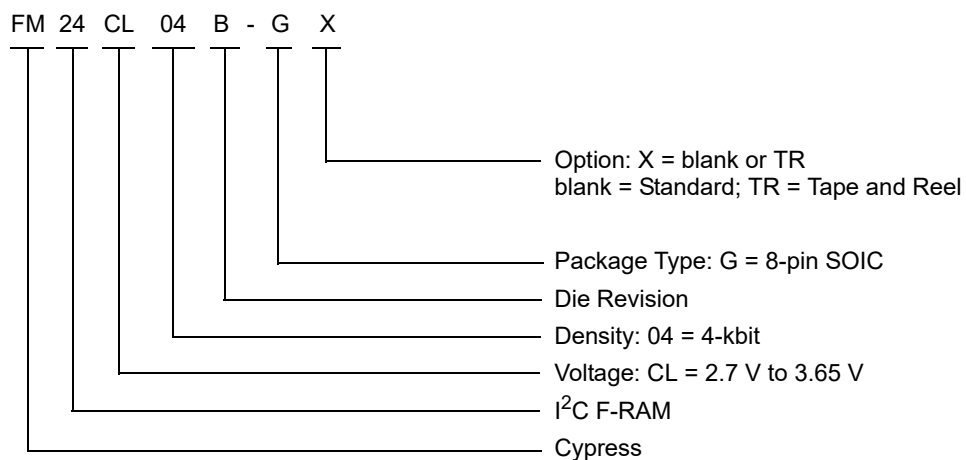 FM 24 CL 04 B - G X
Option: X = blank or TR
blank = Standard; TR = Tape and Reel
Package Type: G = 8-pin SOIC
Die Revision
Density: 04 = 4-kbit
Voltage: CL = 2.7 V to 3.65 V
I²C F-RAM
Cypress